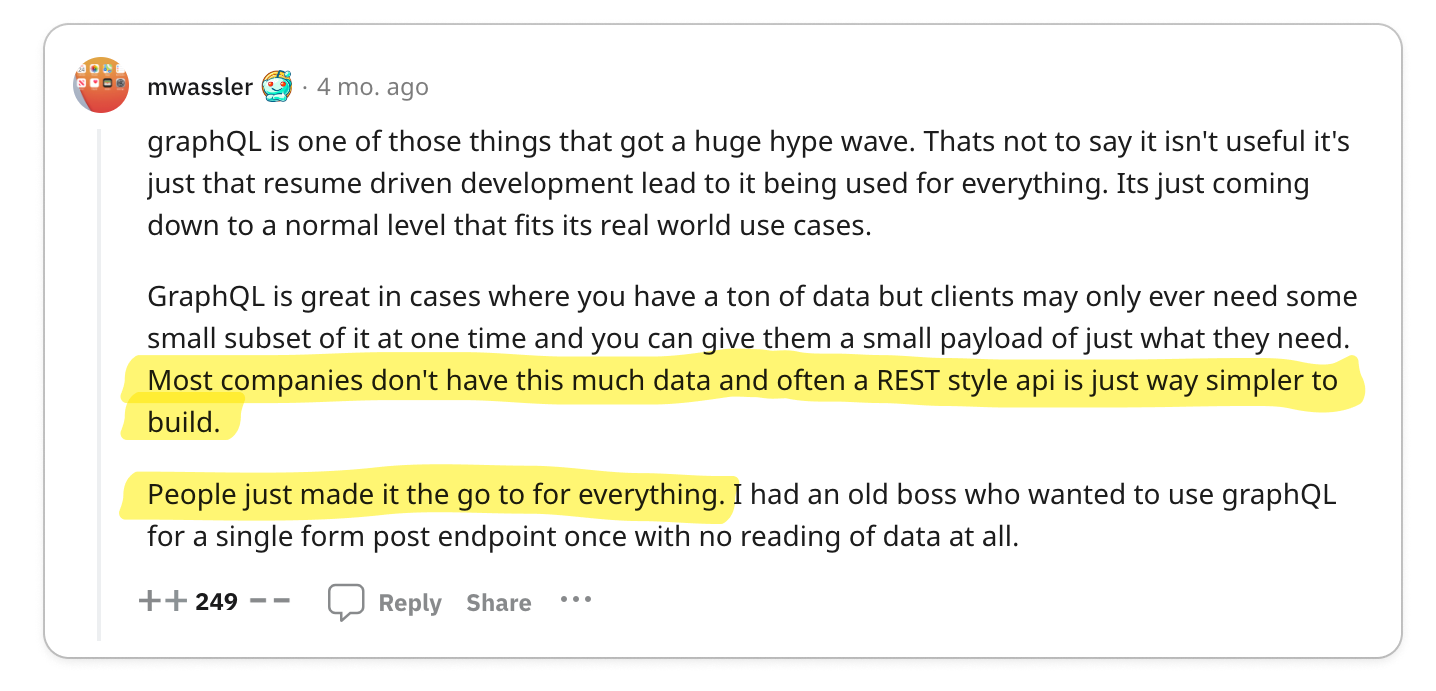 mwassler · 4 mo. ago
graphQL is one of those things that got a huge hype wave. Thats not to say it isn't useful it's
just that resume driven development lead to it being used for everything. Its just coming
down to a normal level that fits its real world use cases.
GraphQL is great in cases where you have a ton of data but clients may only ever need some
small subset of it at one time and you can give them a small payload of just what they need.
Most companies don't have this much data and often a REST style api is just way simpler to
build.
People just made it the go to for everything. I had an old boss who wanted to use graphQL
for a single form post endpoint once with no reading of data at all.
++ 249 -- Reply Share ···